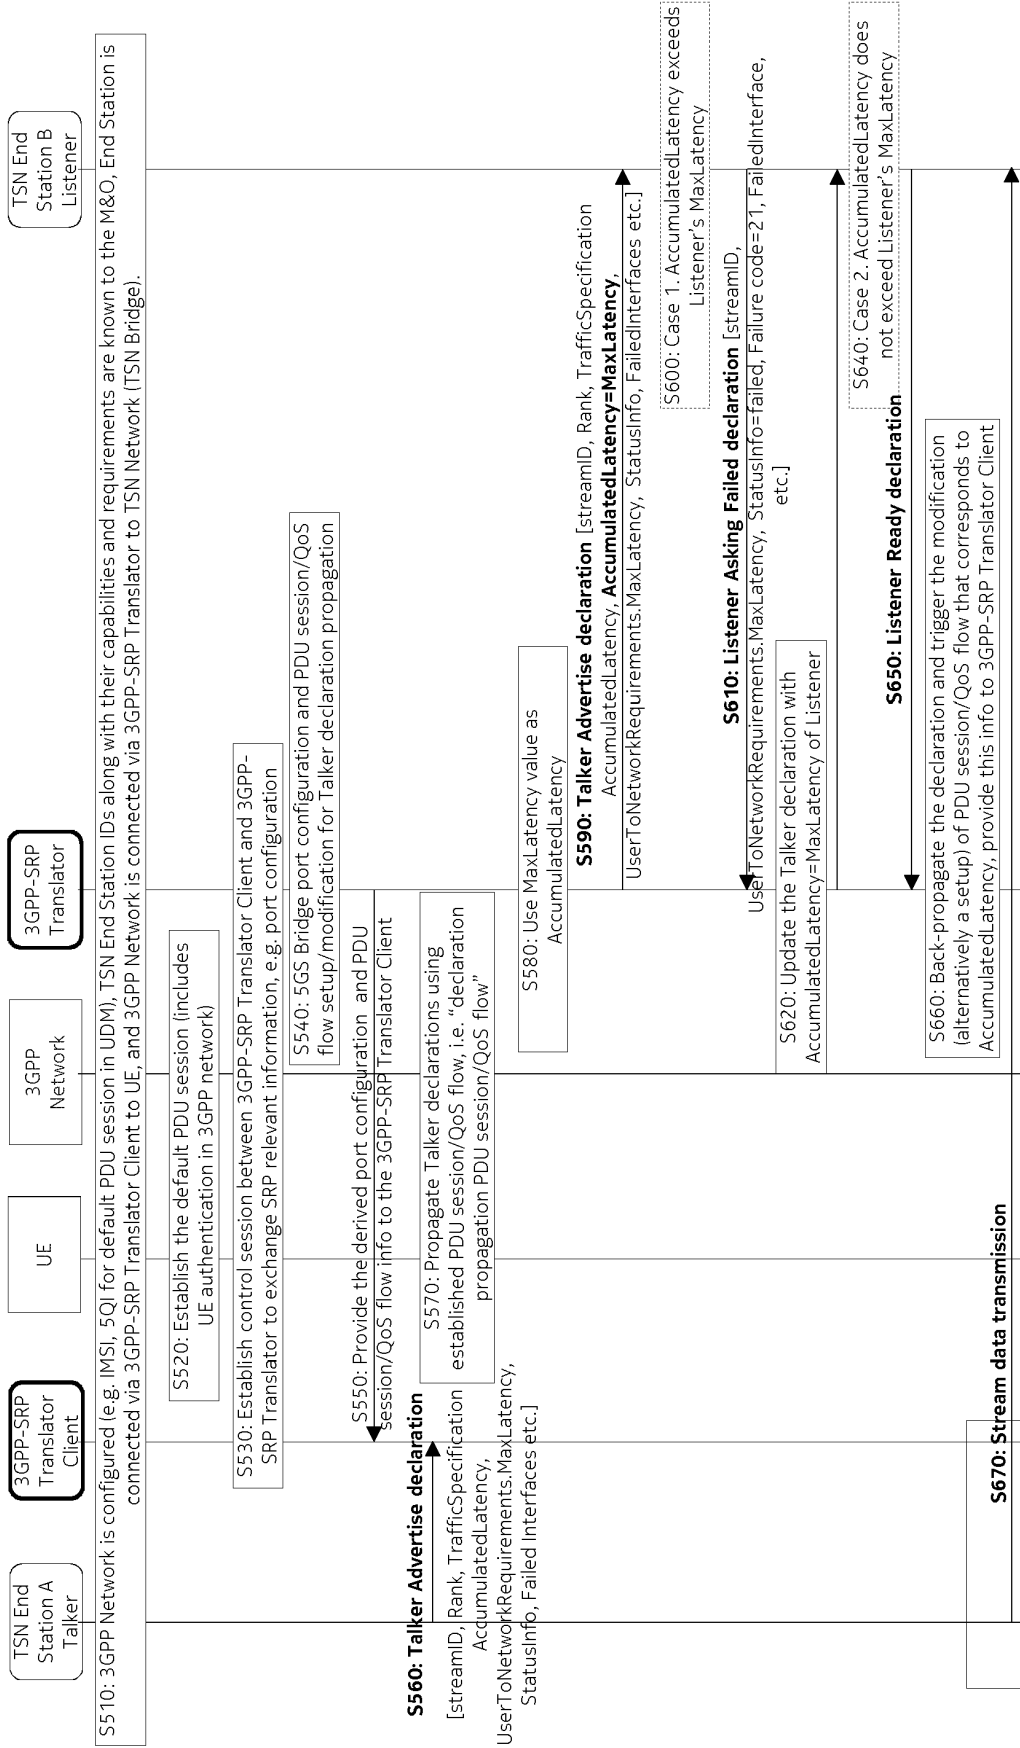 TSN End
Station A
Talker
3GPP-SRP
Translator
Client
UE
3GPP
Network
3GPP-SRP
Translator
TSN End
Station B
Listener
S510: 3GPP Network is configured (e.g. IMSI, 5QI for default PDU session in UDM), TSN End Station IDs along with their capabilities and requirements are known to the M&O, End Station is
connected via 3GPP-SRP Translator Client to UE, and 3GPP Network is connected via 3GPP-SRP Translator to TSN Network (TSN Bridge).
S520: Establish the default PDU session (includes
UE authentication in 3GPP network)
S530: Establish control session between 3GPP-SRP Translator Client and 3GPP-
SRP Translator to exchange SRP relevant information, e.g. port configuration
S540: 5GS Bridge port configuration and PDU session/QoS
flow setup/modification for Talker declaration propagation
S550: Provide the derived port configuration and PDU
session/QoS flow info to the 3GPP-SRP Translator Client
S560: Talker Advertise declaration
[streamID, Rank, TrafficSpecification
AccumulatedLatency,
UserToNetworkRequirements.MaxLatency,
StatusInfo, Failed Interfaces etc.]
S570: Propagate Talker declarations using
established PDU session/QoS flow, i.e. “declaration
propagation PDU session/QoS flow”
S580: Use MaxLatency value as
AccumulatedLatency
S590: Talker Advertise declaration [streamID, Rank, TrafficSpecification
AccumulatedLatency, AccumulatedLatency=MaxLatency,
UserToNetworkRequirements.MaxLatency, StatusInfo, FailedInterfaces etc.]
S600: Case 1. AccumulatedLatency exceeds
Listener's MaxLatency
S610: Listener Asking Failed declaration [streamID,
UserToNetworkRequirements.MaxLatency, StatusInfo=failed, Failure code=21, FailedInterface,
etc.]
S620: Update the Talker declaration with
AccumulatedLatency=MaxLatency of Listener
S640: Case 2. AccumulatedLatency does
not exceed Listener's MaxLatency
S650: Listener Ready declaration
S660: Back-propagate the declaration and trigger the modification
(alternatively a setup) of PDU session/QoS flow that corresponds to
AccumulatedLatency, provide this info to 3GPP-SRP Translator Client
S670: Stream data transmission